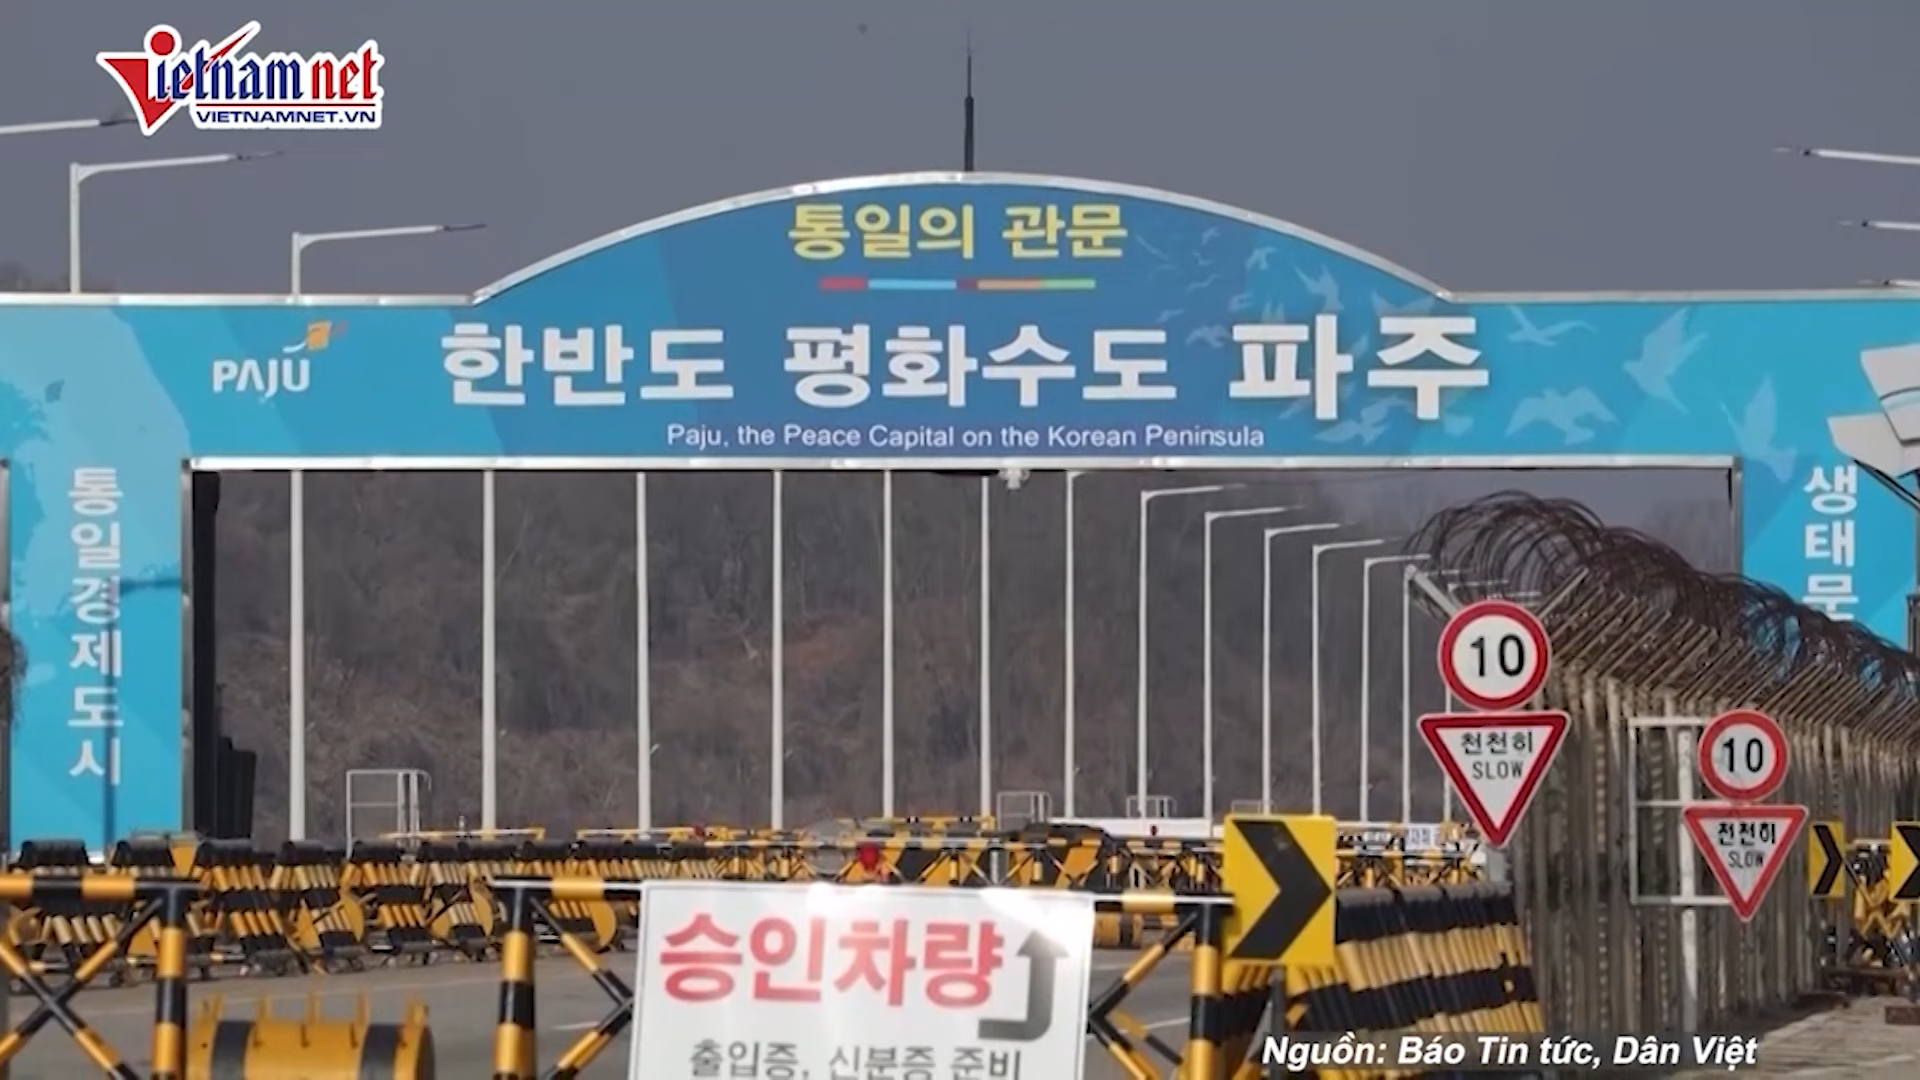 Vietnamnet
VIETNAMNET.VN
통일의 관문
PAJU
한반도 평화수도 파주
Paju, the Peace Capital on the Korean Peninsula
통일경제도시
생태문
10
천천히
SLOW
10
천천히
SLOW
승인차량
출입증, 신분증 준비
Nguồn: Báo Tin tức, Dân Việt